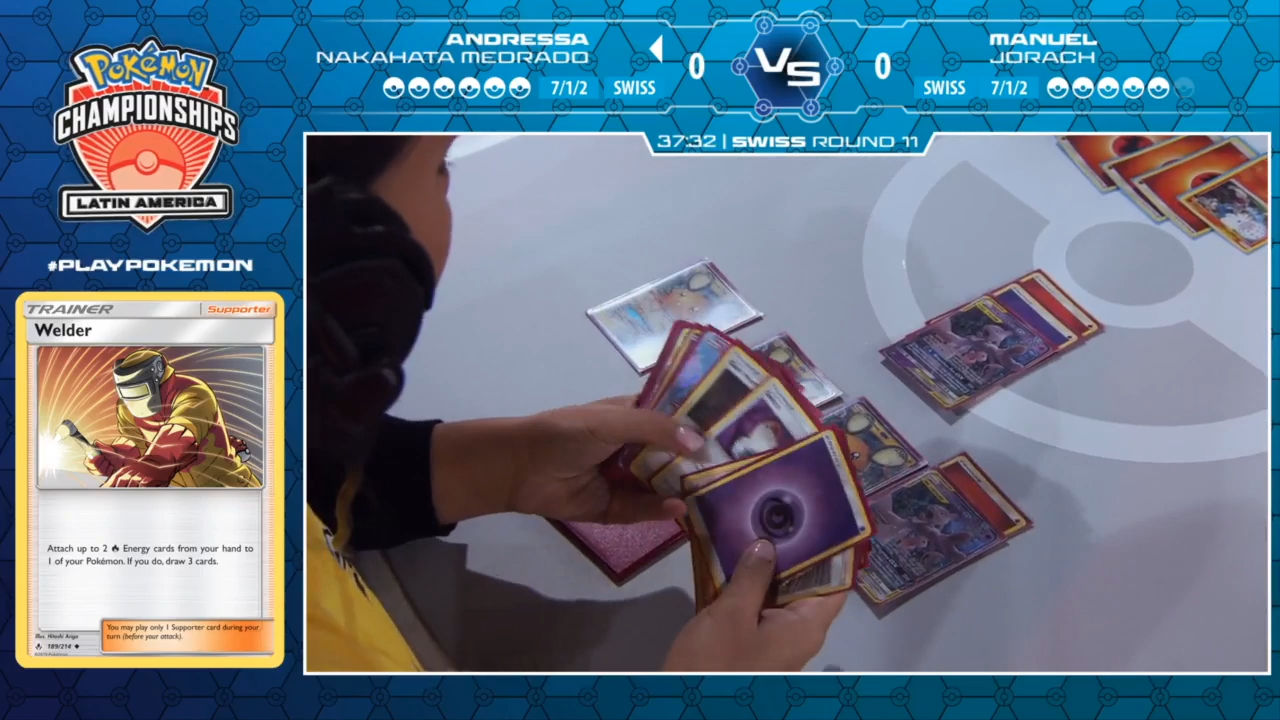 POKÉMON
CHAMPIONSHIPS
LATIN AMERICA
#PLAYPOKEMON
ANDRESSA
NAKAHATA MEDRADO
7/1/2 SWISS
0
VS
0
MANUEL
JORACH
SWISS 7/1/2
37:32 | SWISS ROUND 11
TRAINER Supporter
Welder
Attach up to 2 Energy cards from your hand to
1 of your Pokémon. If you do, draw 3 cards.
You may play only 1 Supporter card during your
turn (before your attack).
Illus. Hitoshi Ariga
189/214